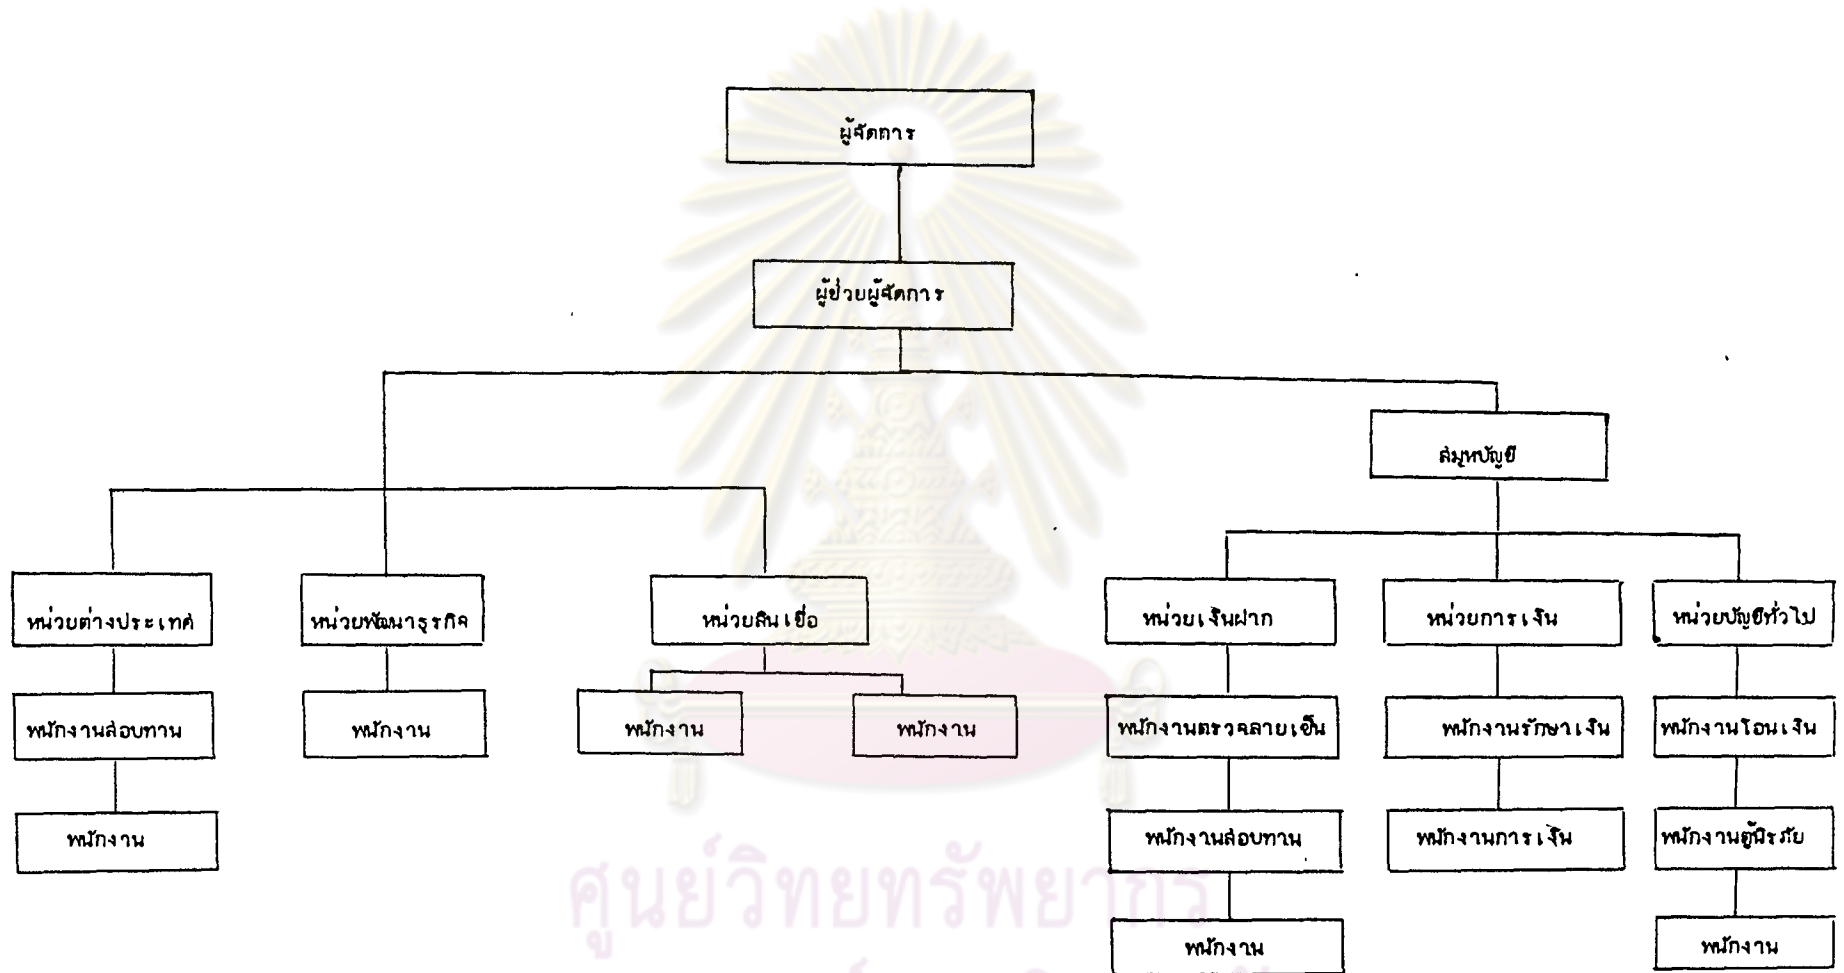 ผู้จัดการ
ผู้ช่วยผู้จัดการ
สมุหบัญชี
หน่วยต่างประเทศ
หน่วยพัฒนาธุรกิจ
หน่วยสินเชื่อ
หน่วยเงินฝาก
หน่วยการเงิน
หน่วยบัญชีทั่วไป
พนักงานสอบทาน
พนักงาน
พนักงาน
พนักงาน
พนักงานตรวจลายเซ็น
พนักงานรักษาเงิน
พนักงานโอนเงิน
พนักงาน
พนักงานสอบทาน
พนักงานการเงิน
พนักงานตู้นิรภัย
พนักงาน
พนักงาน
ศูนย์วิทยทรัพยากร